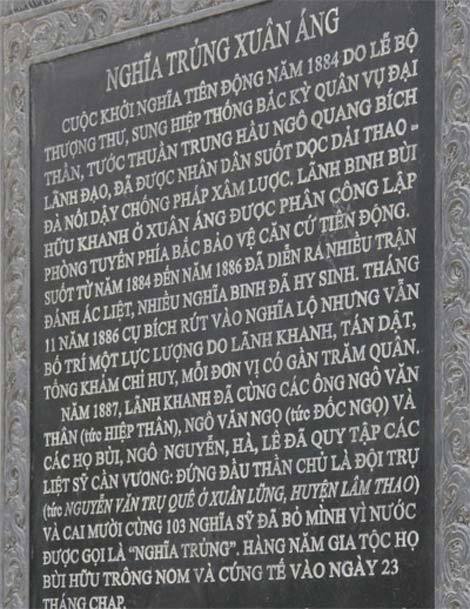 NGHĨA TRỦNG XUÂN ÁNG
CUỘC KHỞI NGHĨA TIÊN ĐỘNG NĂM 1884 DO LỄ BỘ
THƯỢNG THƯ, SUNG HIỆP THỐNG BẮC KỲ QUÂN VỤ ĐẠI
THẦN, TƯỚC THUẦN TRUNG HẦU NGÔ QUANG BÍCH
LÃNH ĐẠO, ĐÃ ĐƯỢC NHÂN DÂN SUỐT DỌC DẢI THAO -
ĐÀ NỔI DẬY CHỐNG PHÁP XÂM LƯỢC. LÃNH BINH BÙI
HỮU KHANH Ở XUÂN ÁNG ĐƯỢC PHÂN CÔNG LẬP
PHÒNG TUYẾN PHÍA BẮC BẢO VỆ CĂN CỨ TIÊN ĐỘNG.
SUỐT TỪ NĂM 1884 ĐẾN NĂM 1886 ĐÃ DIỄN RA NHIỀU TRẬN
ĐÁNH ÁC LIỆT, NHIỀU NGHĨA BINH ĐÃ HY SINH. THÁNG
11 NĂM 1886 CỤ BÍCH RÚT VÀO NGHĨA LỘ NHƯNG VẪN
BỐ TRÍ MỘT LỰC LƯỢNG DO LÃNH KHANH, TÁN DẬT,
TỔNG KHẨM CHỈ HUY, MỖI ĐƠN VỊ CÓ GẦN TRĂM QUÂN.
NĂM 1887, LÃNH KHANH ĐÃ CÙNG CÁC ÔNG NGÔ VĂN
THÂN (tức HIỆP THÂN), NGÔ VĂN NGỌ (tức ĐỐC NGỌ) VÀ
CÁC HỌ BÙI, NGÔ NGUYỄN, HÀ, LÊ ĐÃ QUY TẬP CÁC
LIỆT SỸ CẦN VƯƠNG: ĐỨNG ĐẦU THẦN CHỦ LÀ ĐỘI TRỤ
(tức NGUYỄN VĂN TRỤ QUÊ Ở XUÂN LŨNG, HUYỆN LÂM THAO)
VÀ CAI MƯỜI CÙNG 103 NGHĨA SỸ ĐÃ BỎ MÌNH VÌ NƯỚC
ĐƯỢC GỌI LÀ “NGHĨA TRỦNG”. HÀNG NĂM GIA TỘC HỌ
BÙI HỮU TRÔNG NOM VÀ CÚNG TẾ VÀO NGÀY 23
THÁNG CHẠP.